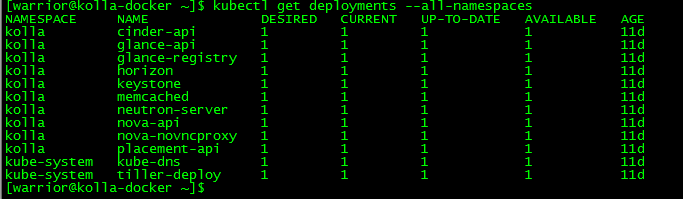 [warrior@kolla-docker ~]$ kubectl get deployments --all-namespaces
NAMESPACE NAME DESIRED CURRENT UP-TO-DATE AVAILABLE AGE
kolla cinder-api 1 1 1 1 11d
kolla glance-api 1 1 1 1 11d
kolla glance-registry 1 1 1 1 11d
kolla horizon 1 1 1 1 11d
kolla keystone 1 1 1 1 11d
kolla memcached 1 1 1 1 11d
kolla neutron-server 1 1 1 1 11d
kolla nova-api 1 1 1 1 11d
kolla nova-novncproxy 1 1 1 1 11d
kolla placement-api 1 1 1 1 11d
kube-system kube-dns 1 1 1 1 11d
kube-system tiller-deploy 1 1 1 1 11d
[warrior@kolla-docker ~]$